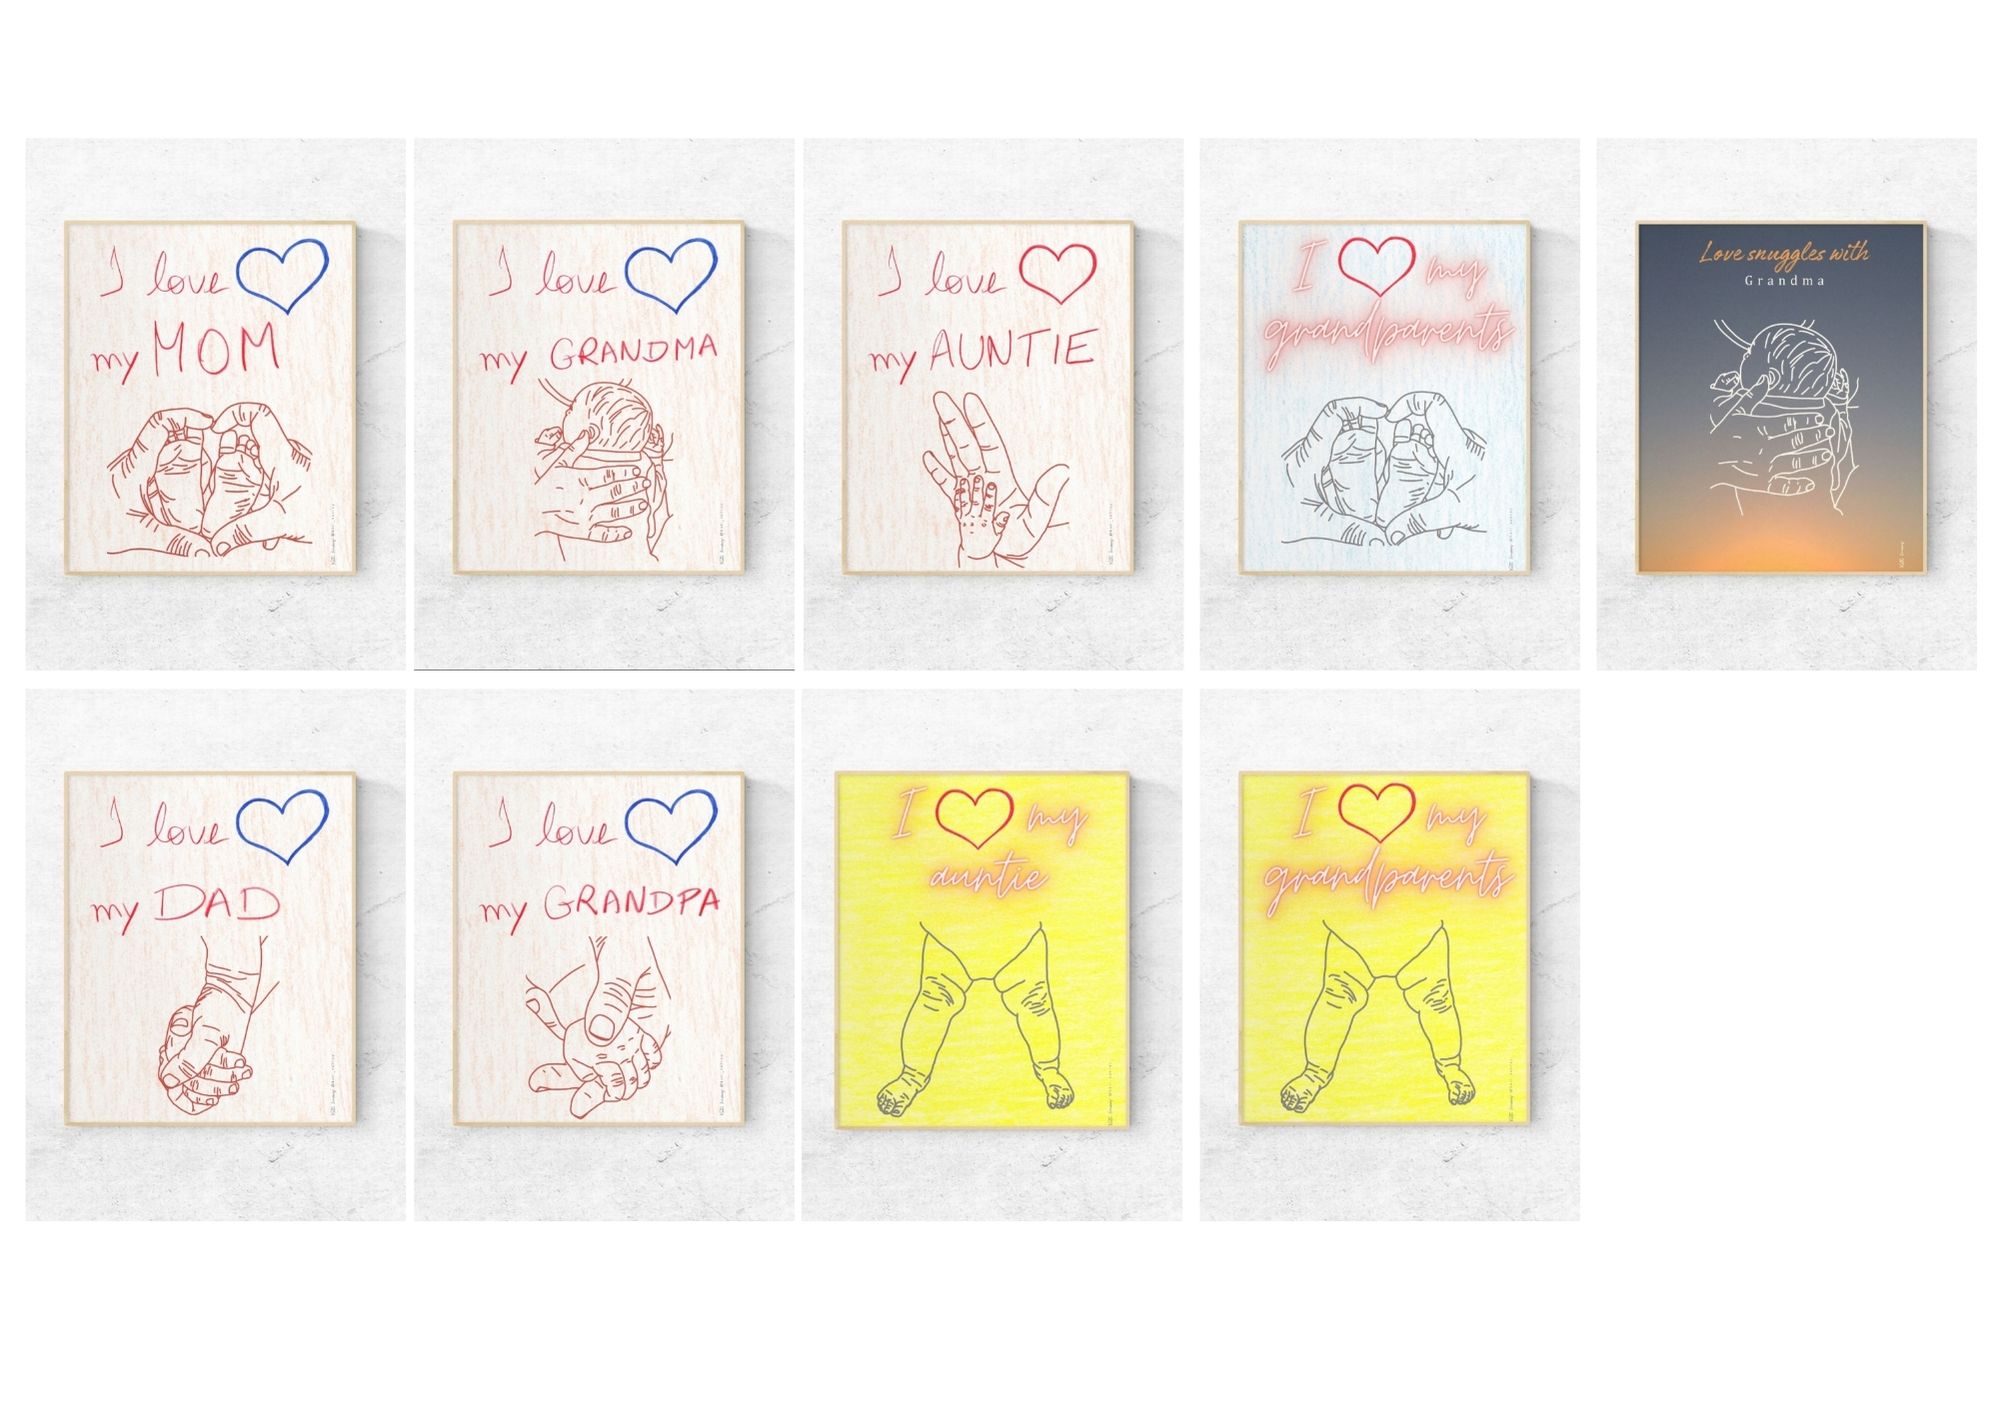 I love
my MOM
I love
my GRANDMA
I love
my AUNTIE
I my
grandparents
Love snuggles with
Grandma
I love
my DAD
I love
my GRANDPA
I my
auntie
I my
grandparents